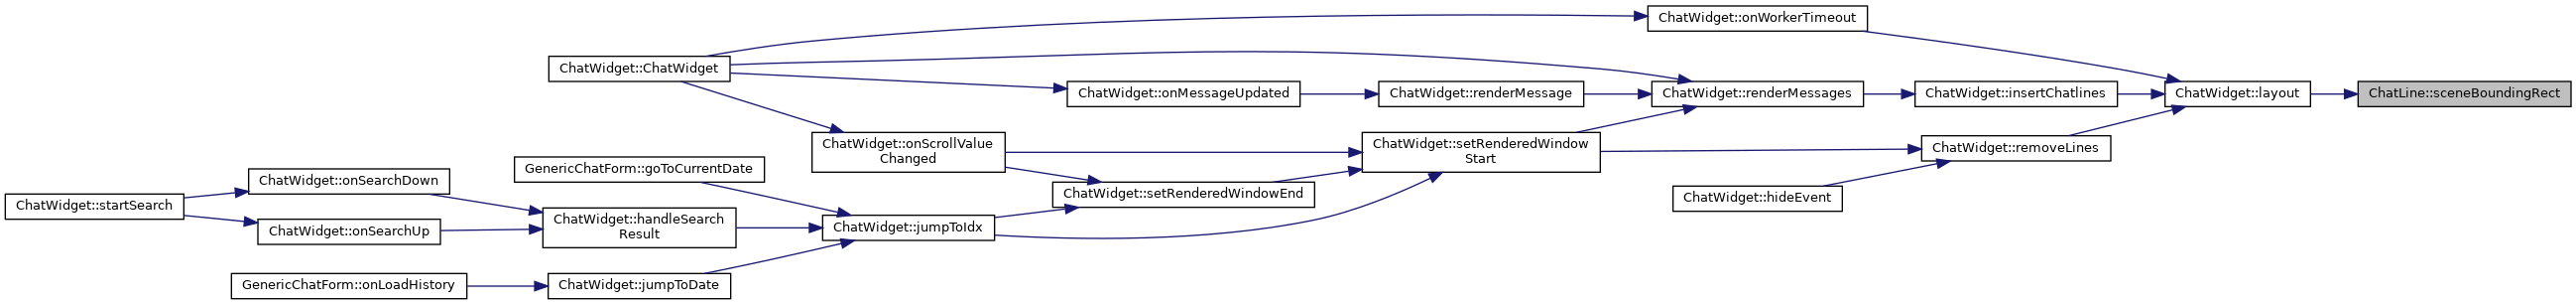 ChatWidget::onWorkerTimeout
ChatWidget::ChatWidget
ChatWidget::onMessageUpdated
ChatWidget::renderMessage
ChatWidget::renderMessages
ChatWidget::insertChatlines
ChatWidget::layout
ChatLine::sceneBoundingRect
ChatWidget::onScrollValue
Changed
ChatWidget::setRenderedWindow
Start
ChatWidget::removeLines
GenericChatForm::goToCurrentDate
ChatWidget::onSearchDown
ChatWidget::setRenderedWindowEnd
ChatWidget::hideEvent
ChatWidget::startSearch
ChatWidget::handleSearch
Result
ChatWidget::jumpToIdx
ChatWidget::onSearchUp
GenericChatForm::onLoadHistory
ChatWidget::jumpToDate